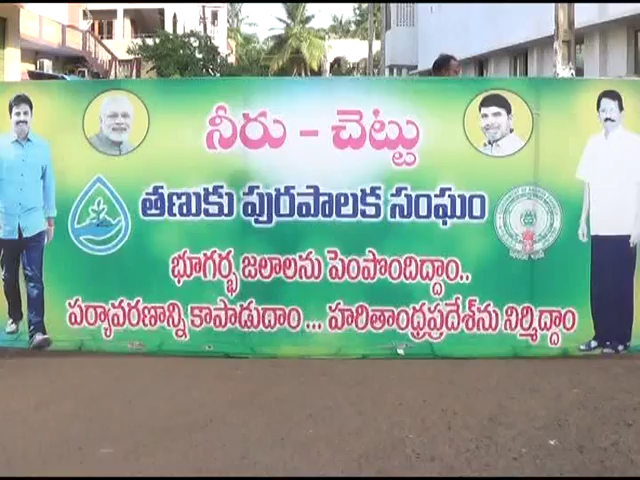 నీరు - చెట్టు
తణుకు పురపాలక సంఘం
భూగర్భ జలాలను పెంపొందిద్దాం..
పర్యావరణాన్ని కాపాడుదాం... హరితాంధ్రప్రదేశ్‌ను నిర్మిద్దాం